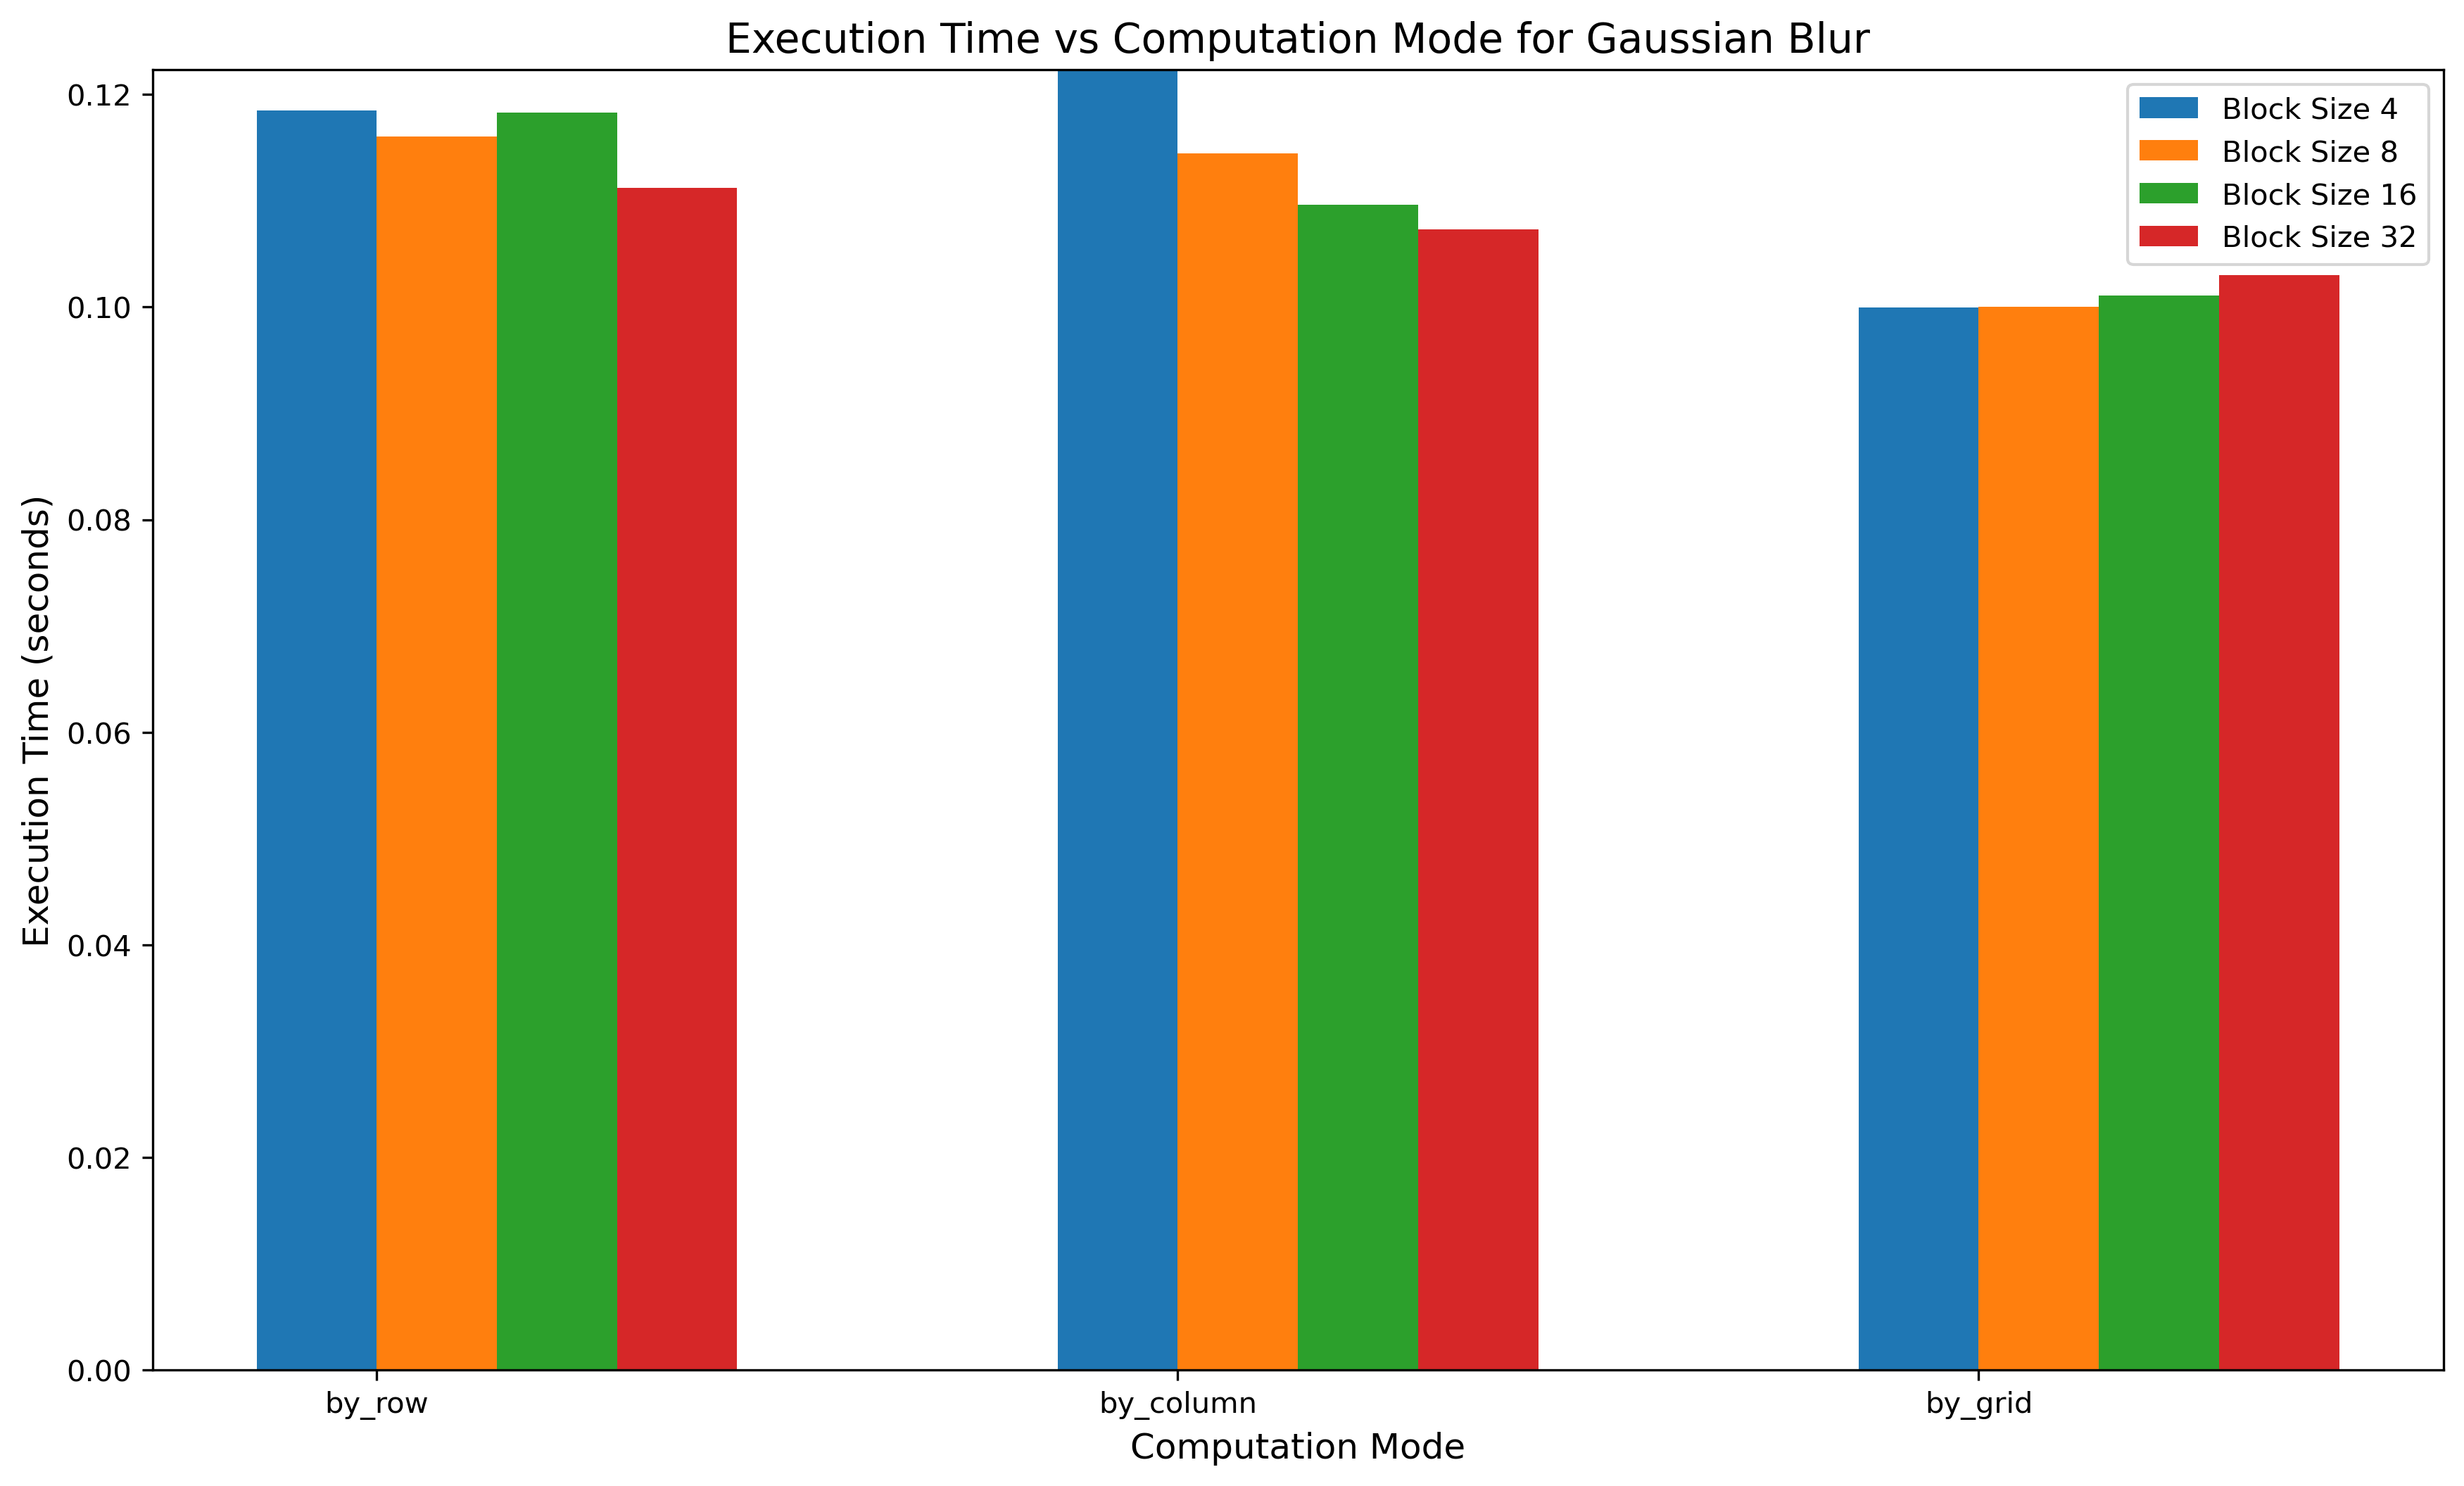 Execution Time vs Computation Mode for Gaussian Blur
0.12
0.10
0.08
0.06
0.04
0.02
0.00
Execution Time (seconds)
Block Size 4
Block Size 8
Block Size 16
Block Size 32
by_row
by_column
by_grid
Computation Mode